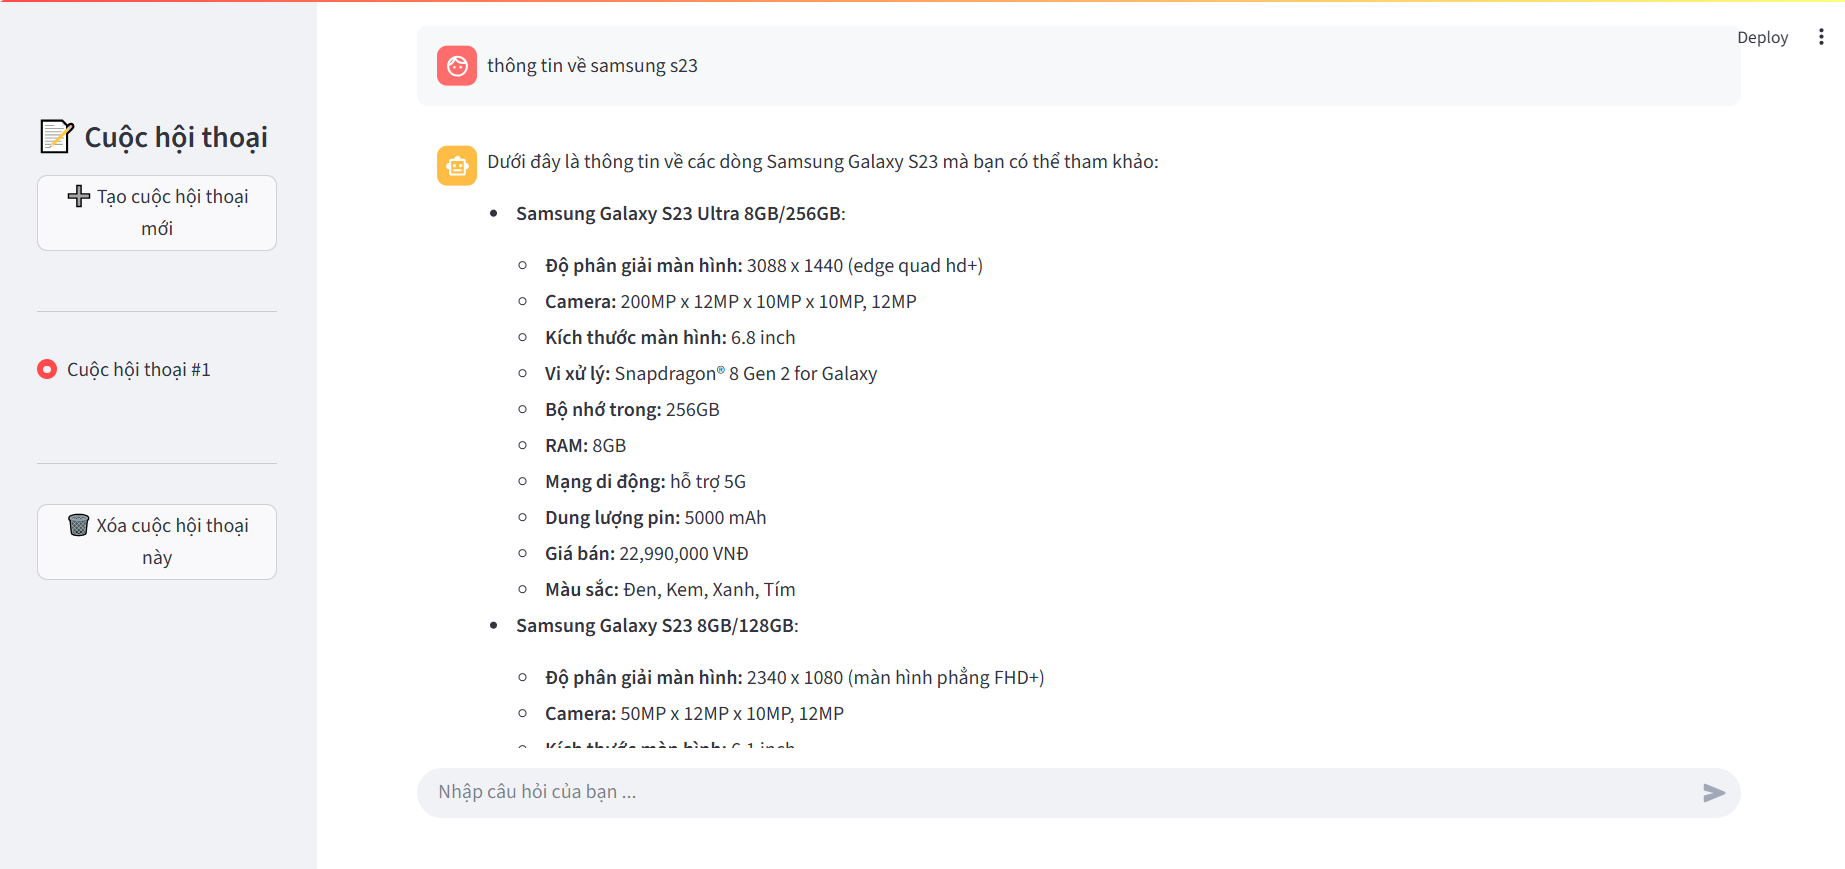 Deploy
thông tin về samsung s23
Cuộc hội thoại
Tạo cuộc hội thoại
mới
Cuộc hội thoại #1
Xóa cuộc hội thoại
này
Dưới đây là thông tin về các dòng Samsung Galaxy S23 mà bạn có thể tham khảo:
Samsung Galaxy S23 Ultra 8GB/256GB:
Độ phân giải màn hình: 3088 x 1440 (edge quad hd+)
Camera: 200MP x 12MP x 10MP x 10MP, 12MP
Kích thước màn hình: 6.8 inch
Vi xử lý: Snapdragon® 8 Gen 2 for Galaxy
Bộ nhớ trong: 256GB
RAM: 8GB
Mạng di động: hỗ trợ 5G
Dung lượng pin: 5000 mAh
Giá bán: 22,990,000 VNĐ
Màu sắc: Đen, Kem, Xanh, Tím
Samsung Galaxy S23 8GB/128GB:
Độ phân giải màn hình: 2340 x 1080 (màn hình phẳng FHD+)
Camera: 50MP x 12MP x 10MP, 12MP
Kích thước màn hình: 6.1 inch
Nhập câu hỏi của bạn ...